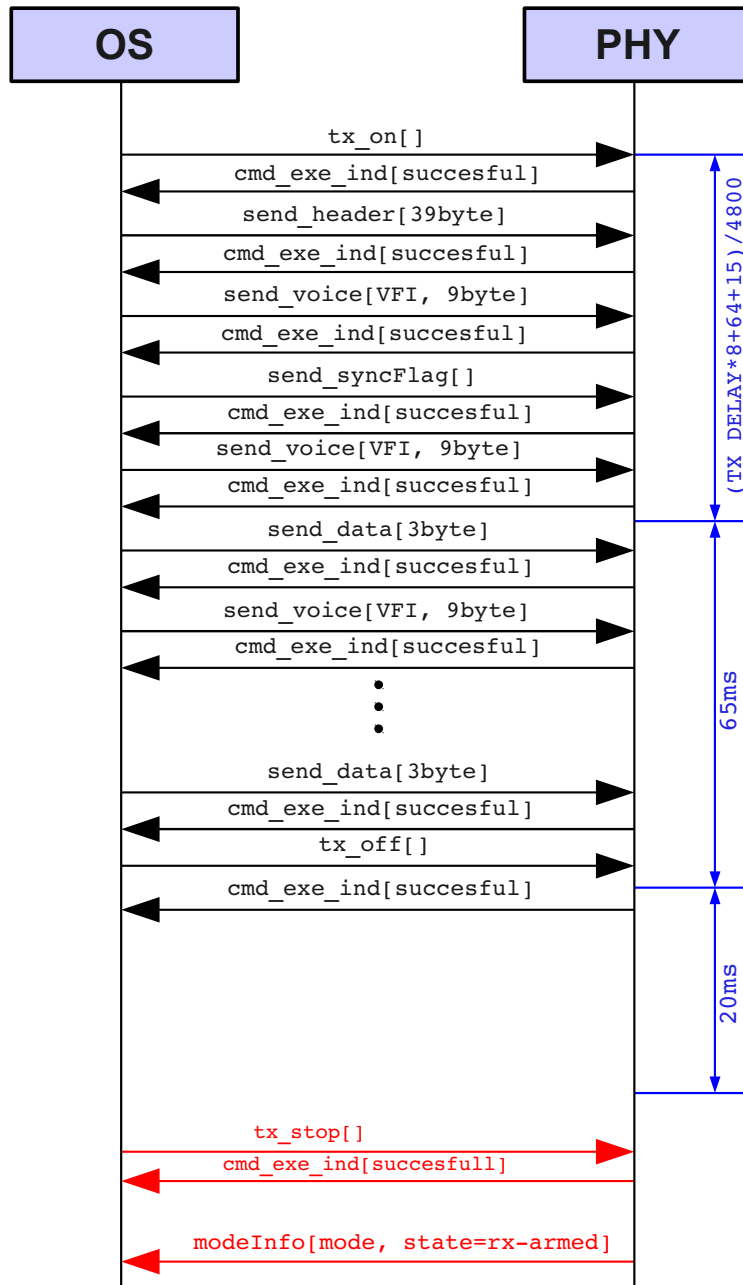 OS
PHY
tx_on[]
cmd_exe_ind[succesful]
send_header[39byte]
cmd_exe_ind[succesful]
send_voice[VFI, 9byte]
cmd_exe_ind[succesful]
send_syncFlag[]
cmd_exe_ind[succesful]
send_voice[VFI, 9byte]
cmd_exe_ind[succesful]
(TX DELAY*8+64+15)/4800
send_data[3byte]
cmd_exe_ind[succesful]
send_voice[VFI, 9byte]
cmd_exe_ind[succesful]
65ms
send_data[3byte]
cmd_exe_ind[succesful]
tx_off[]
cmd_exe_ind[succesful]
20ms
tx_stop[]
cmd_exe_ind[succesfull]
modeInfo[mode, state=rx-armed]